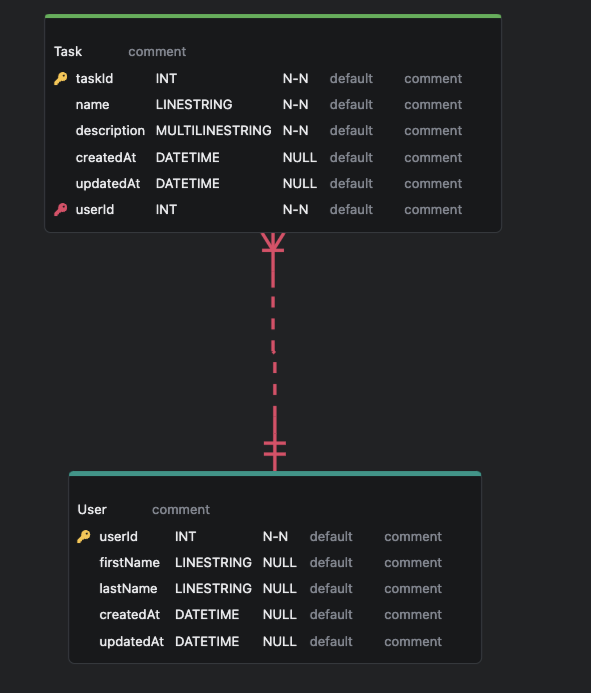 Task comment
taskId INT N-N default comment
name LINESTRING N-N default comment
description MULTILINESTRING N-N default comment
createdAt DATETIME NULL default comment
updatedAt DATETIME NULL default comment
userId INT N-N default comment
User comment
userId INT N-N default comment
firstName LINESTRING NULL default comment
lastName LINESTRING NULL default comment
createdAt DATETIME NULL default comment
updatedAt DATETIME NULL default comment